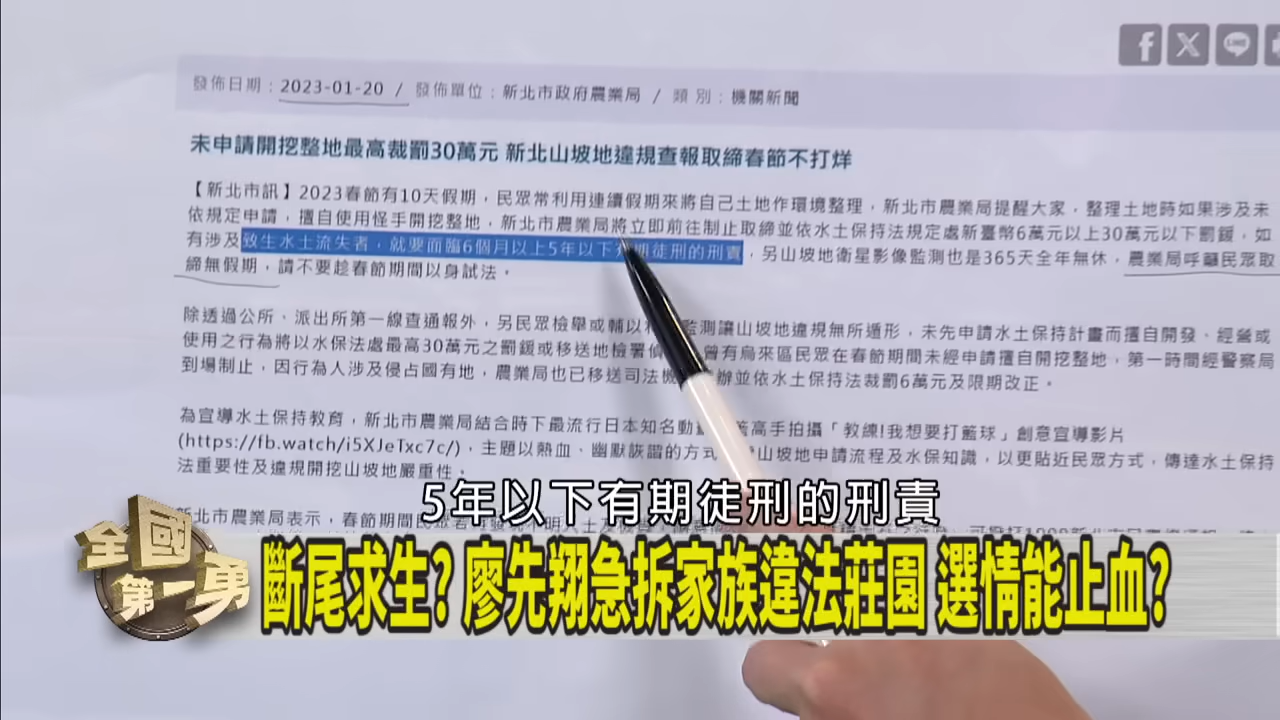 發佈日期：2023-01-20 / 發佈單位：新北市政府農業局 / 類別：機關新聞
未申請開挖整地最高裁罰30萬元 新北山坡地違規查報取締春節不打烊
【新北市訊】2023春節有10天假期，民眾常利用連續假期來將自己土地作環境整理，新北市農業局提醒大家，整理土地時如果涉及未
依規定申請，擅自使用怪手開挖整地，新北市農業局將立即前往制止取締並依水土保持法規定處新臺幣6萬元以上30萬元以下罰鍰，如
有涉及致生水土流失者，就要面臨6個月以上5年以下有期徒刑的刑責，另山坡地衛星影像監測也是365天全年無休，農業局呼籲民眾取
締無假期，請不要趁春節期間以身試法。
除透過公所、派出所第一線查通報外，另民眾檢舉或輔以 監測讓山坡地違規無所遁形，未先申請水土保持計畫而擅自開發、經營或
使用之行為將以水保法處最高30萬元之罰鍰或移送地檢署偵 曾有烏來區民眾在春節期間未經申請擅自開挖整地，第一時間經警察局
到場制止，因行為人涉及侵占國有地，農業局也已移送司法機 辦並依水土保持法裁罰6萬元及限期改正。
為宣導水土保持教育，新北市農業局結合時下最流行日本知名動 高手拍攝「教練!我想要打籃球」創意宣導影片
(https://fb.watch/i5XJeTxc7c/)，主題以熱血、幽默詼諧的方式 山坡地申請流程及水保知識，以更貼近民眾方式，傳達水土保持
法重要性及違規開挖山坡地嚴重性。
新北市農業局表示，春節期間民眾若
5年以下有期徒刑的刑責
全國第一勇
斷尾求生? 廖先翔急拆家族違法莊園 選情能止血?